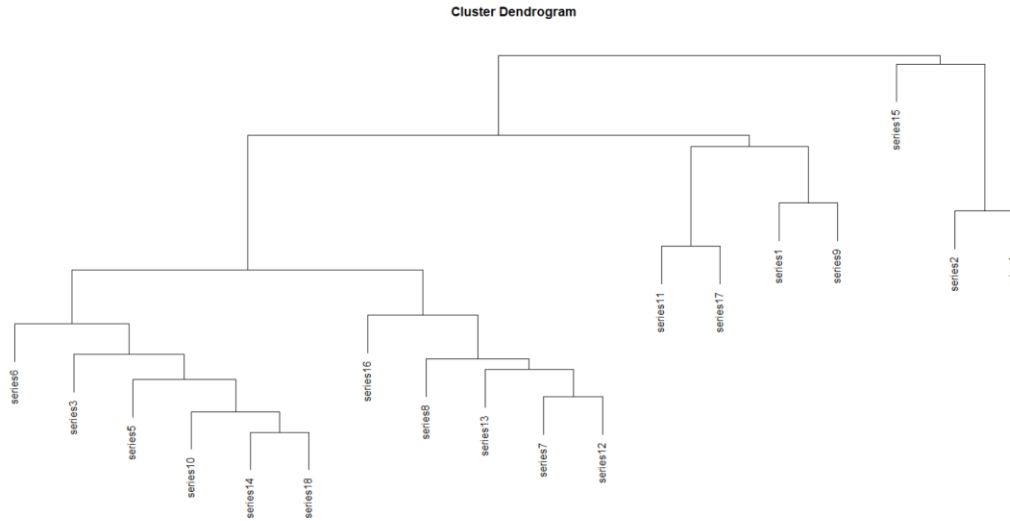 Cluster Dendrogram
series6
series3
series5
series10
series14
series18
series16
series8
series13
series7
series12
series11
series17
series1
series9
series15
series2